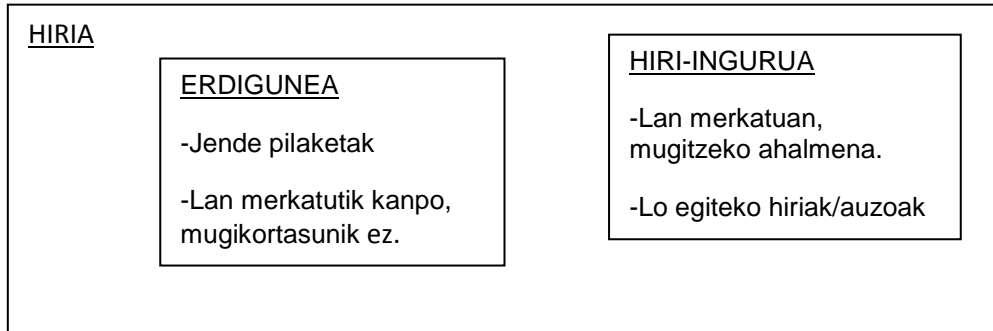 HIRIA
ERDIGUNEA
-Jende pilaketak
-Lan merkatutik kanpo,
mugikortasunik ez.
HIRI-INGURUA
-Lan merkatuan,
mugitzeko ahalmena.
-Lo egiteko hiriak/auzoak